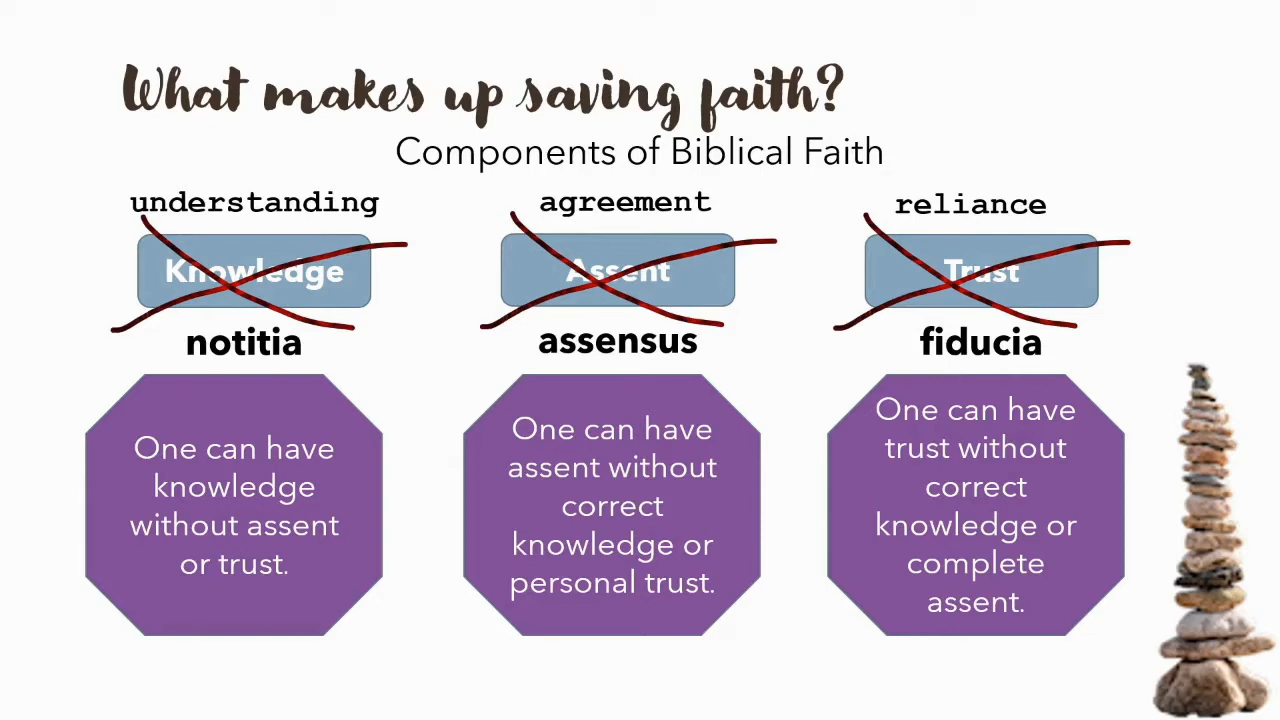 What makes up saving faith?
Components of Biblical Faith
understanding
Knowledge
notitia
One can have
knowledge
without assent
or trust.
agreement
Assent
assensus
One can have
assent without
correct
knowledge or
personal trust.
reliance
Trust
fiducia
One can have
trust without
correct
knowledge or
complete
assent.